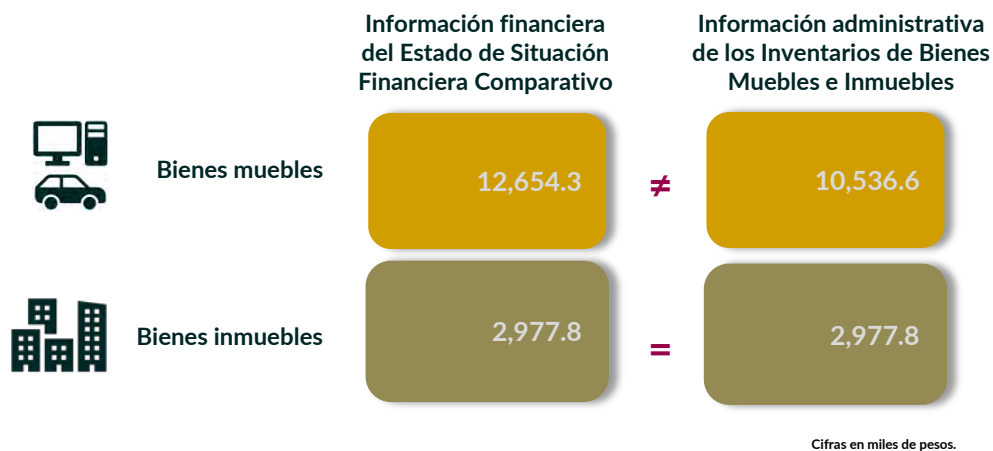 Información financiera
del Estado de Situación
Financiera Comparativo
Información administrativa
de los Inventarios de Bienes
Muebles e Inmuebles
Bienes muebles
12,654.3
≠
10,536.6
Bienes inmuebles
2,977.8
=
2,977.8
Cifras en miles de pesos.